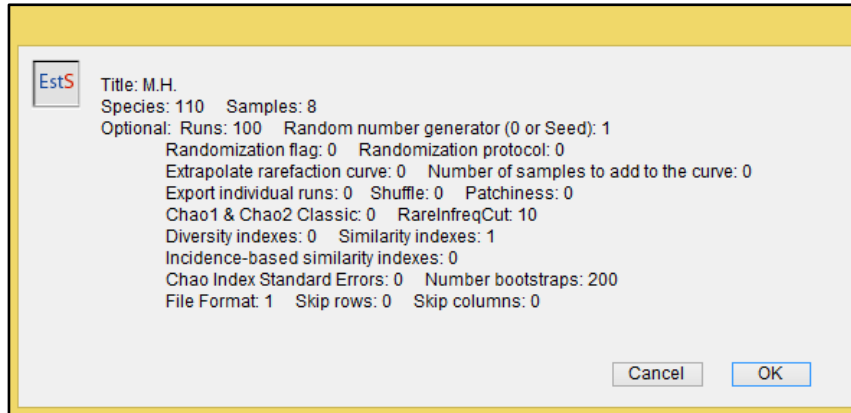 EstS
Title: M.H.
Species: 110 Samples: 8
Optional: Runs: 100 Random number generator (0 or Seed): 1
Randomization flag: 0 Randomization protocol: 0
Extrapolate rarefaction curve: 0 Number of samples to add to the curve: 0
Export individual runs: 0 Shuffle: 0 Patchiness: 0
Chao1 & Chao2 Classic: 0 RareInfreqCut: 10
Diversity indexes: 0 Similarity indexes: 1
Incidence-based similarity indexes: 0
Chao Index Standard Errors: 0 Number bootstraps: 200
File Format: 1 Skip rows: 0 Skip columns: 0
Cancel OK